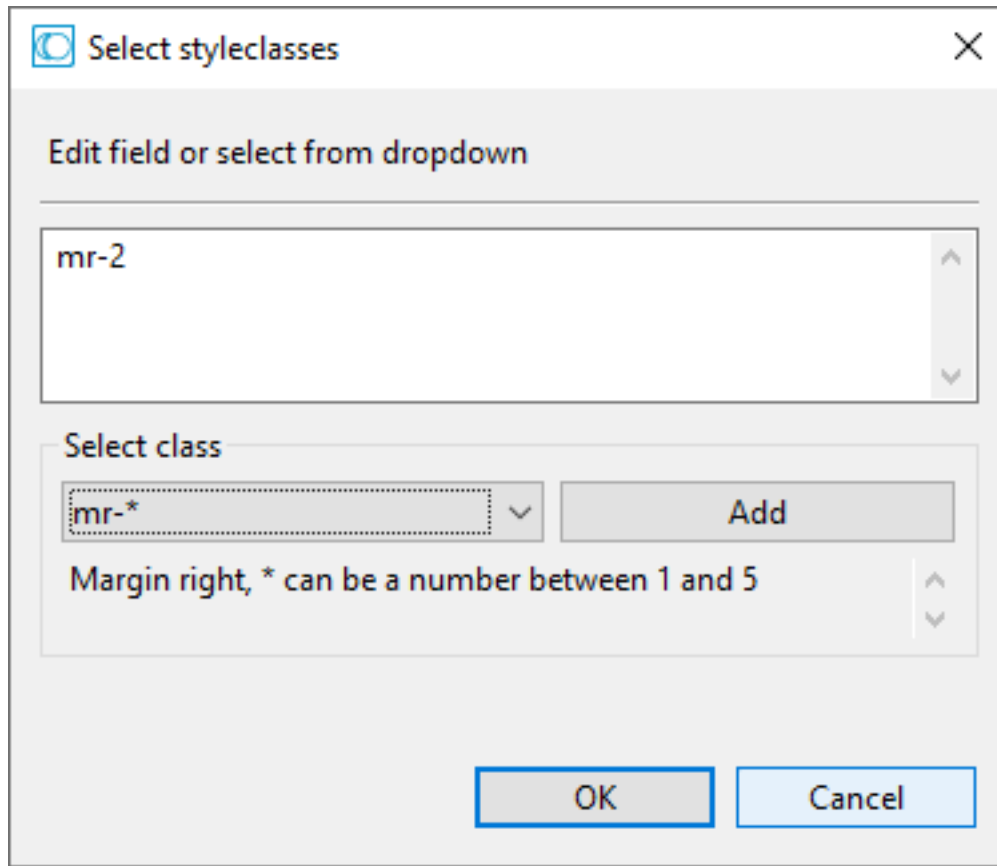 Select styleclasses
Edit field or select from dropdown
mr-2
Select class
mr-*
Add
Margin right, * can be a number between 1 and 5
OK
Cancel